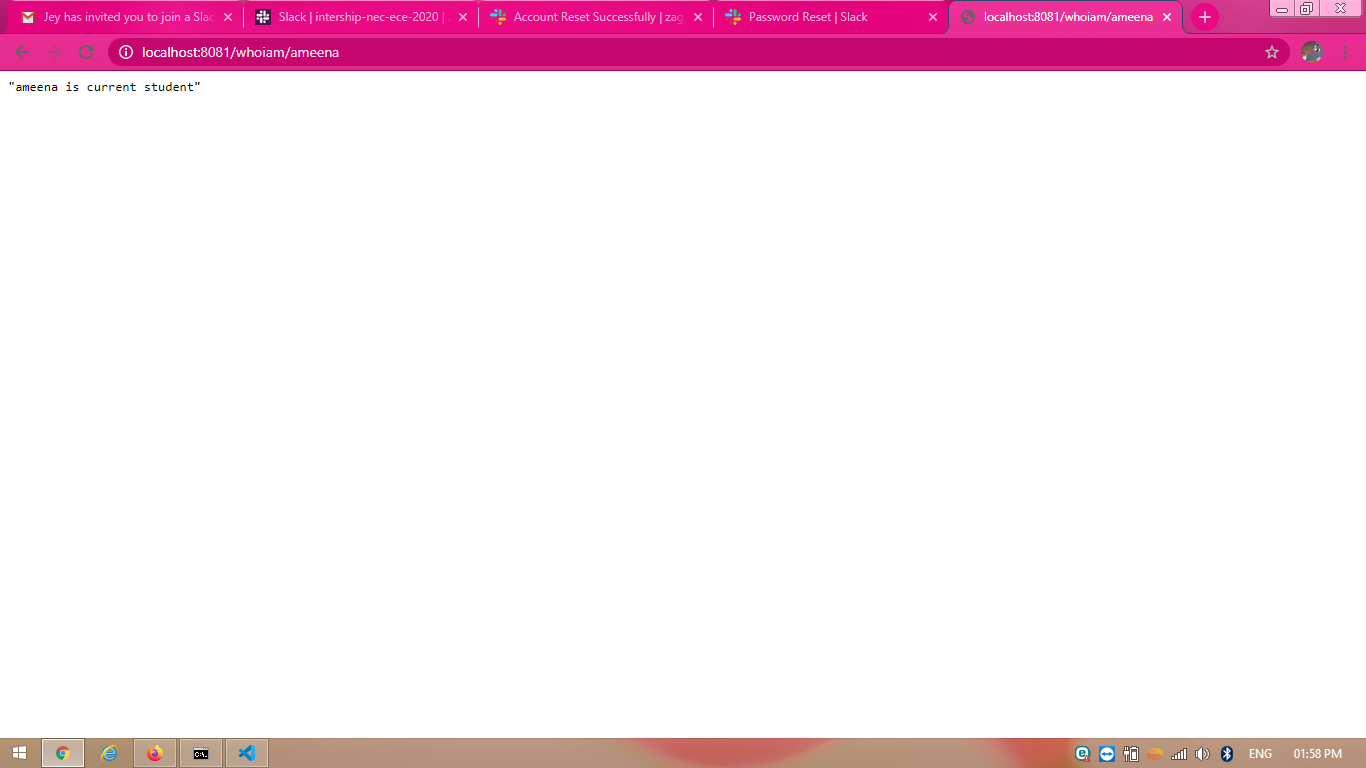 Jey has invited you to join a Slac
Slack | intership-nec-ece-2020 |
Account Reset Successfully | zag
Password Reset | Slack
localhost:8081/whoiam/ameena
localhost:8081/whoiam/ameena
"ameena is current student"
ENG
01:58 PM